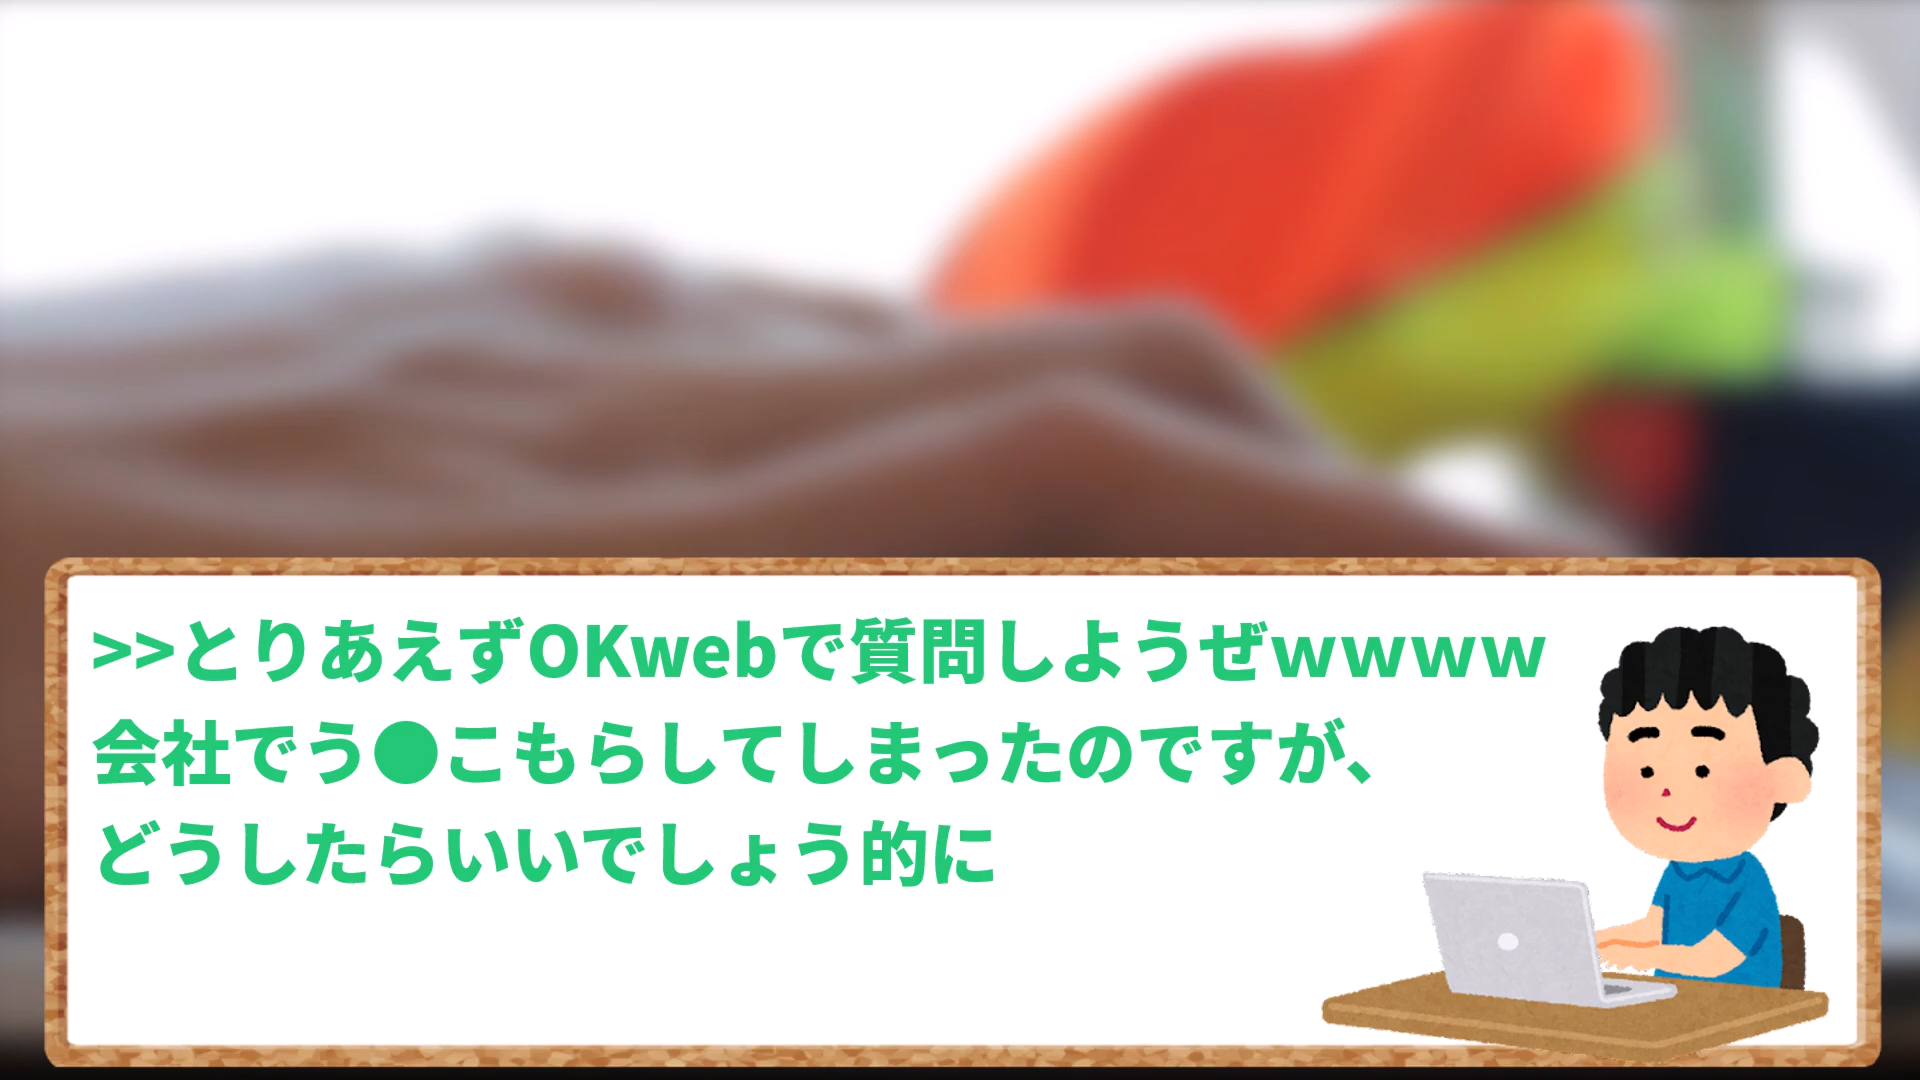 >>とりあえずOKwebで質問しようぜｗｗｗｗ
会社でう●こもらしてしまったのですが、
どうしたらいいでしょう的に